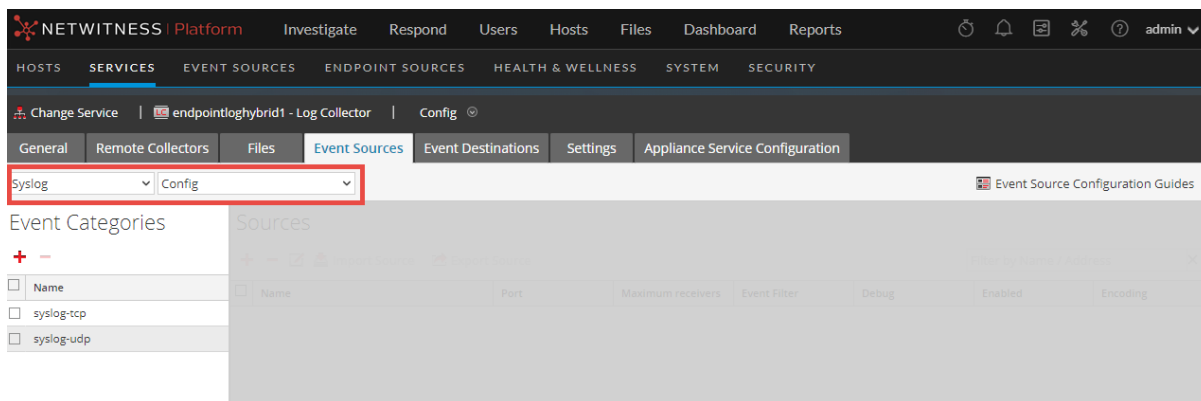 NETWITNESS Platform Investigate Respond Users Hosts Files Dashboard Reports admin
HOSTS SERVICES EVENT SOURCES ENDPOINT SOURCES HEALTH & WELLNESS SYSTEM SECURITY
Change Service | LC endpointloghybrid1 - Log Collector | Config
General Remote Collectors Files Event Sources Event Destinations Settings Appliance Service Configuration
Syslog Config Event Source Configuration Guides
Event Categories Sources
Name Name Port Maximum receivers Event Filter Debug Enabled Encoding
syslog-tcp
syslog-udp